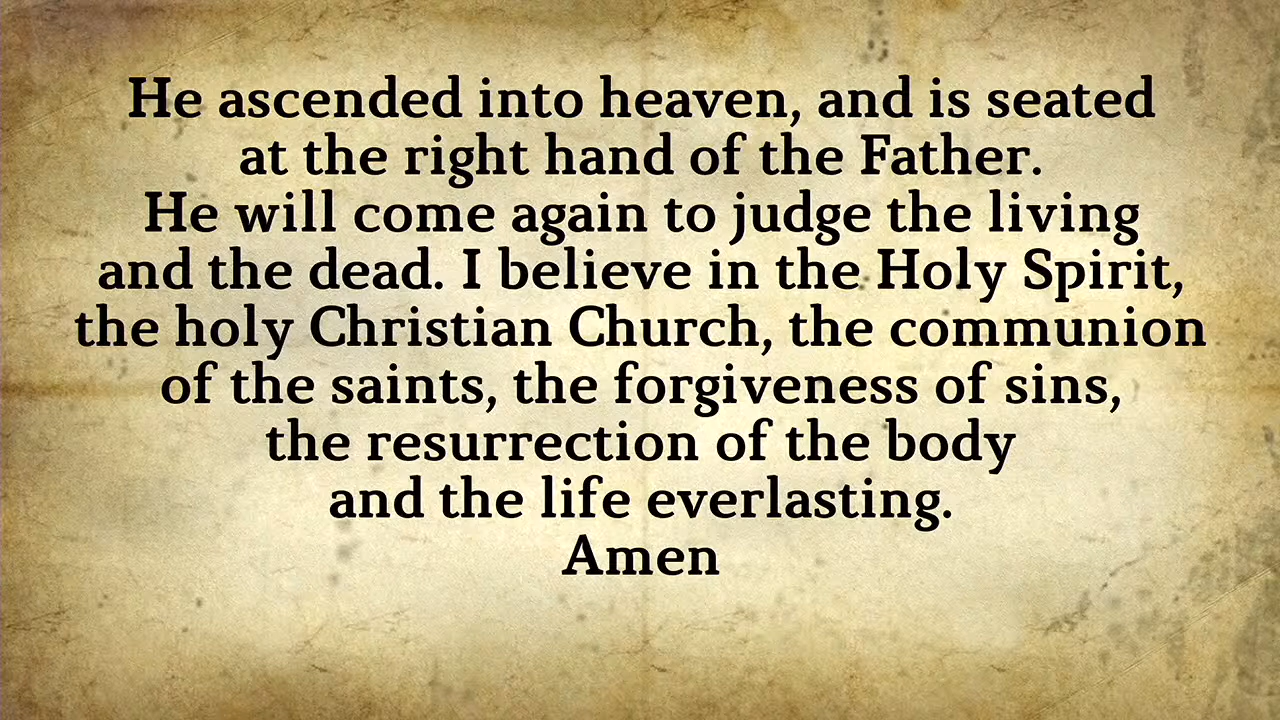 He ascended into heaven, and is seated
at the right hand of the Father.
He will come again to judge the living
and the dead. I believe in the Holy Spirit,
the holy Christian Church, the communion
of the saints, the forgiveness of sins,
the resurrection of the body
and the life everlasting.
Amen